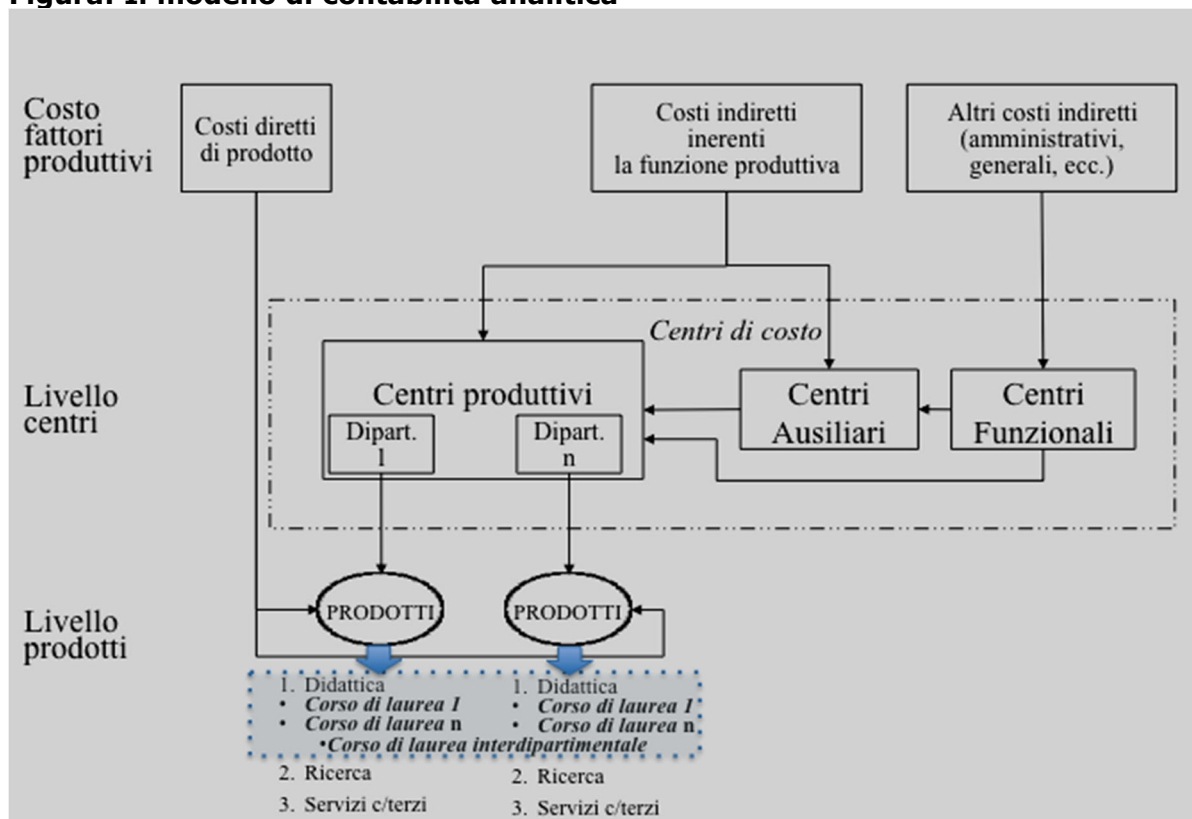 Figura: Il modello di contabilità analitica
Costo
fattori
produttivi
Costi diretti
di prodotto
Costi indiretti
inerenti
la funzione produttiva
Altri costi indiretti
(amministrativi,
generali, ecc.)
Centri di costo
Livello
centri
Centri produttivi
Dipart.
1
Dipart.
n
Centri
Ausiliari
Centri
Funzionali
Livello
prodotti
PRODOTTI
PRODOTTI
1. Didattica
• Corso di laurea 1
• Corso di laurea n
1. Didattica
• Corso di laurea 1
• Corso di laurea n
•Corso di laurea interdipartimentale
2. Ricerca
3. Servizi c/terzi
2. Ricerca
3. Servizi c/terzi